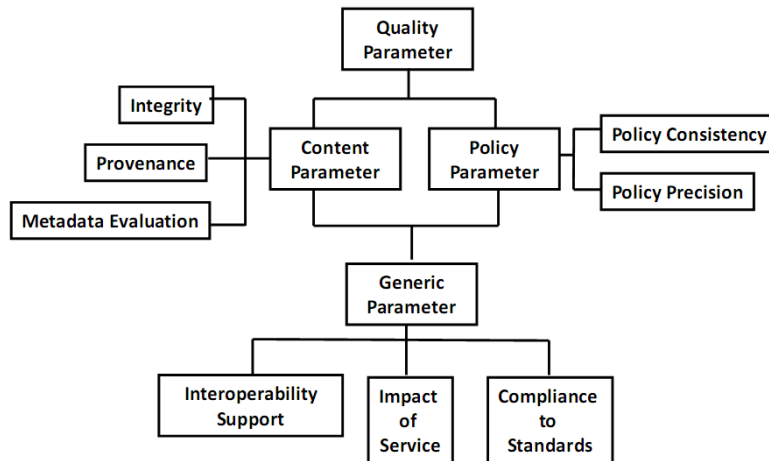 Quality
Parameter
Integrity
Provenance
Metadata Evaluation
Content
Parameter
Policy
Parameter
Policy Consistency
Policy Precision
Generic
Parameter
Interoperability
Support
Impact
of
Service
Compliance
to
Standards